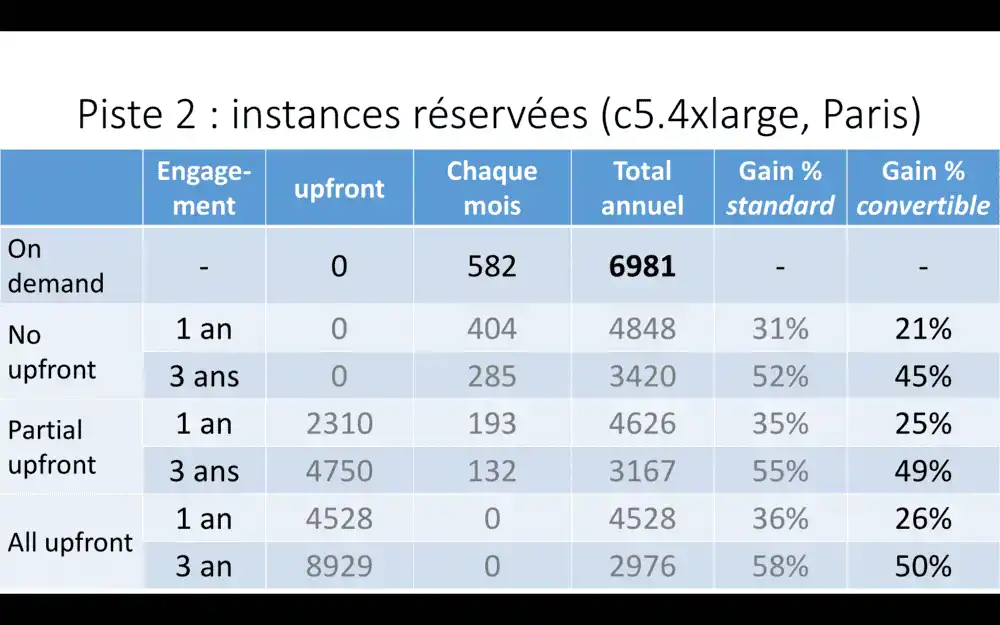 Piste 2 : instances réservées (c5.4xlarge, Paris)
Engage-ment upfront Chaque mois Total annuel Gain % standard Gain % convertible
On demand - 0 582 6981 - -
No upfront 1 an 0 404 4848 31% 21%
3 ans 0 285 3420 52% 45%
Partial upfront 1 an 2310 193 4626 35% 25%
3 ans 4750 132 3167 55% 49%
All upfront 1 an 4528 0 4528 36% 26%
3 an 8929 0 2976 58% 50%